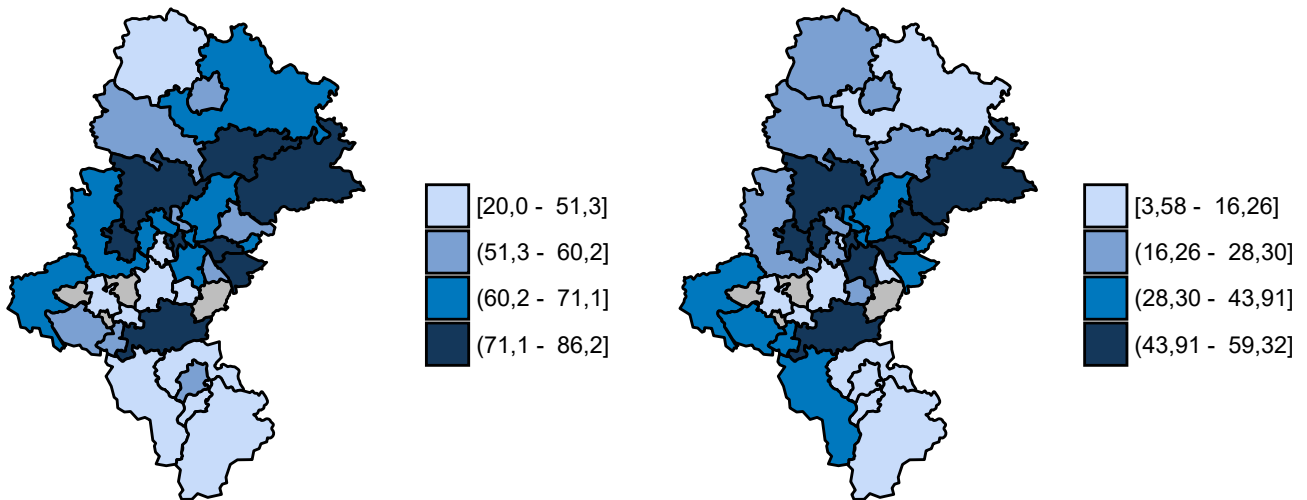 [20,0 - 51,3]
(51,3 - 60,2]
(60,2 - 71,1]
(71,1 - 86,2]
[3,58 - 16,26]
(16,26 - 28,30]
(28,30 - 43,91]
(43,91 - 59,32]